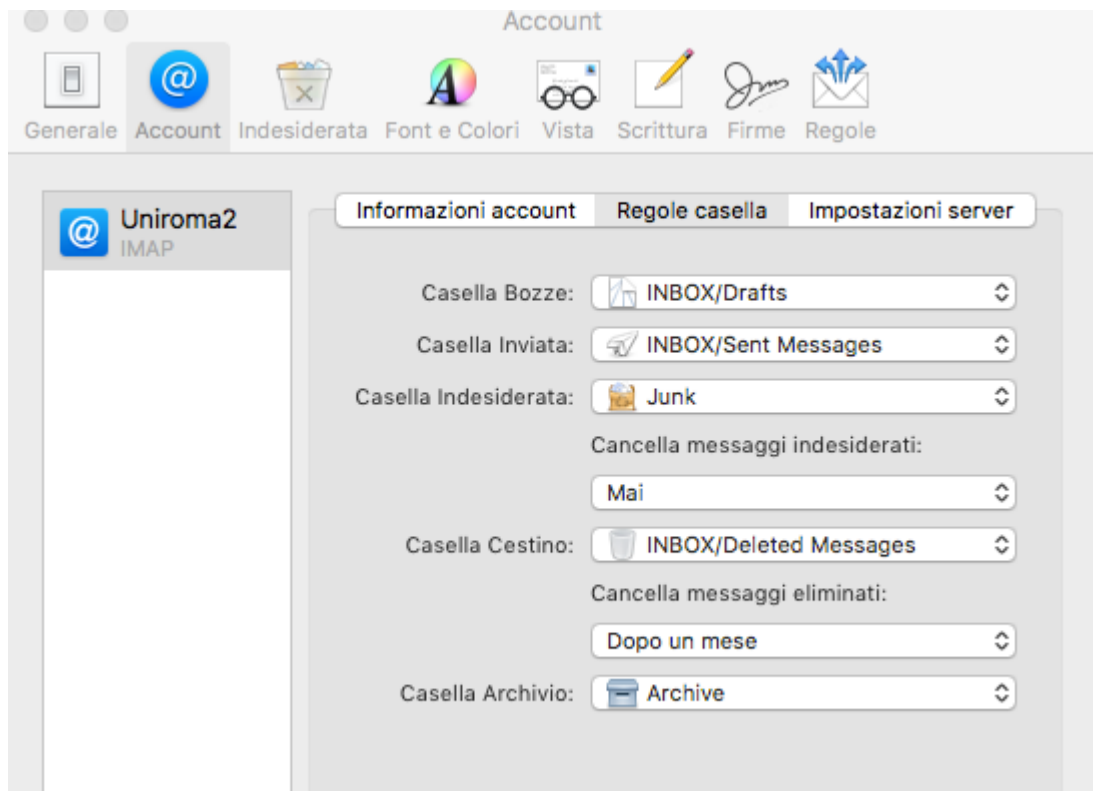 Account
Generale Account Indesiderata Font e Colori Vista Scrittura Firme Regole
Uniroma2
IMAP
Informazioni account Regole casella Impostazioni server
Casella Bozze: INBOX/Drafts
Casella Inviata: INBOX/Sent Messages
Casella Indesiderata: Junk
Cancella messaggi indesiderati:
Mai
Casella Cestino: INBOX/Deleted Messages
Cancella messaggi eliminati:
Dopo un mese
Casella Archivio: Archive